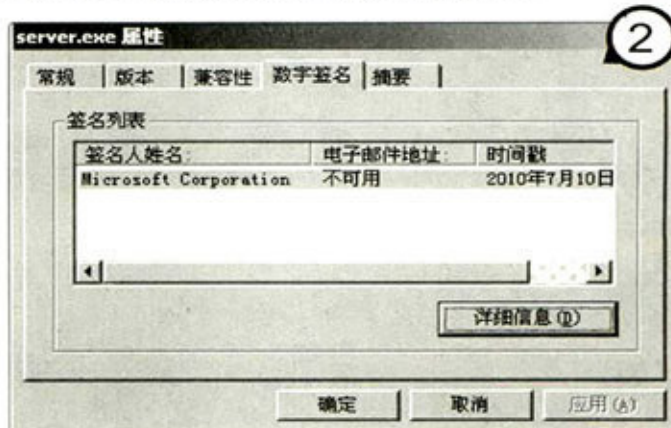 server.exe 属性
2
常规 版本 兼容性 数字签名 摘要
签名列表
签名人姓名: 电子邮件地址: 时间戳
Microsoft Corporation 不可用 2010年7月10日
详细信息(D)
确定 取消 应用(A)